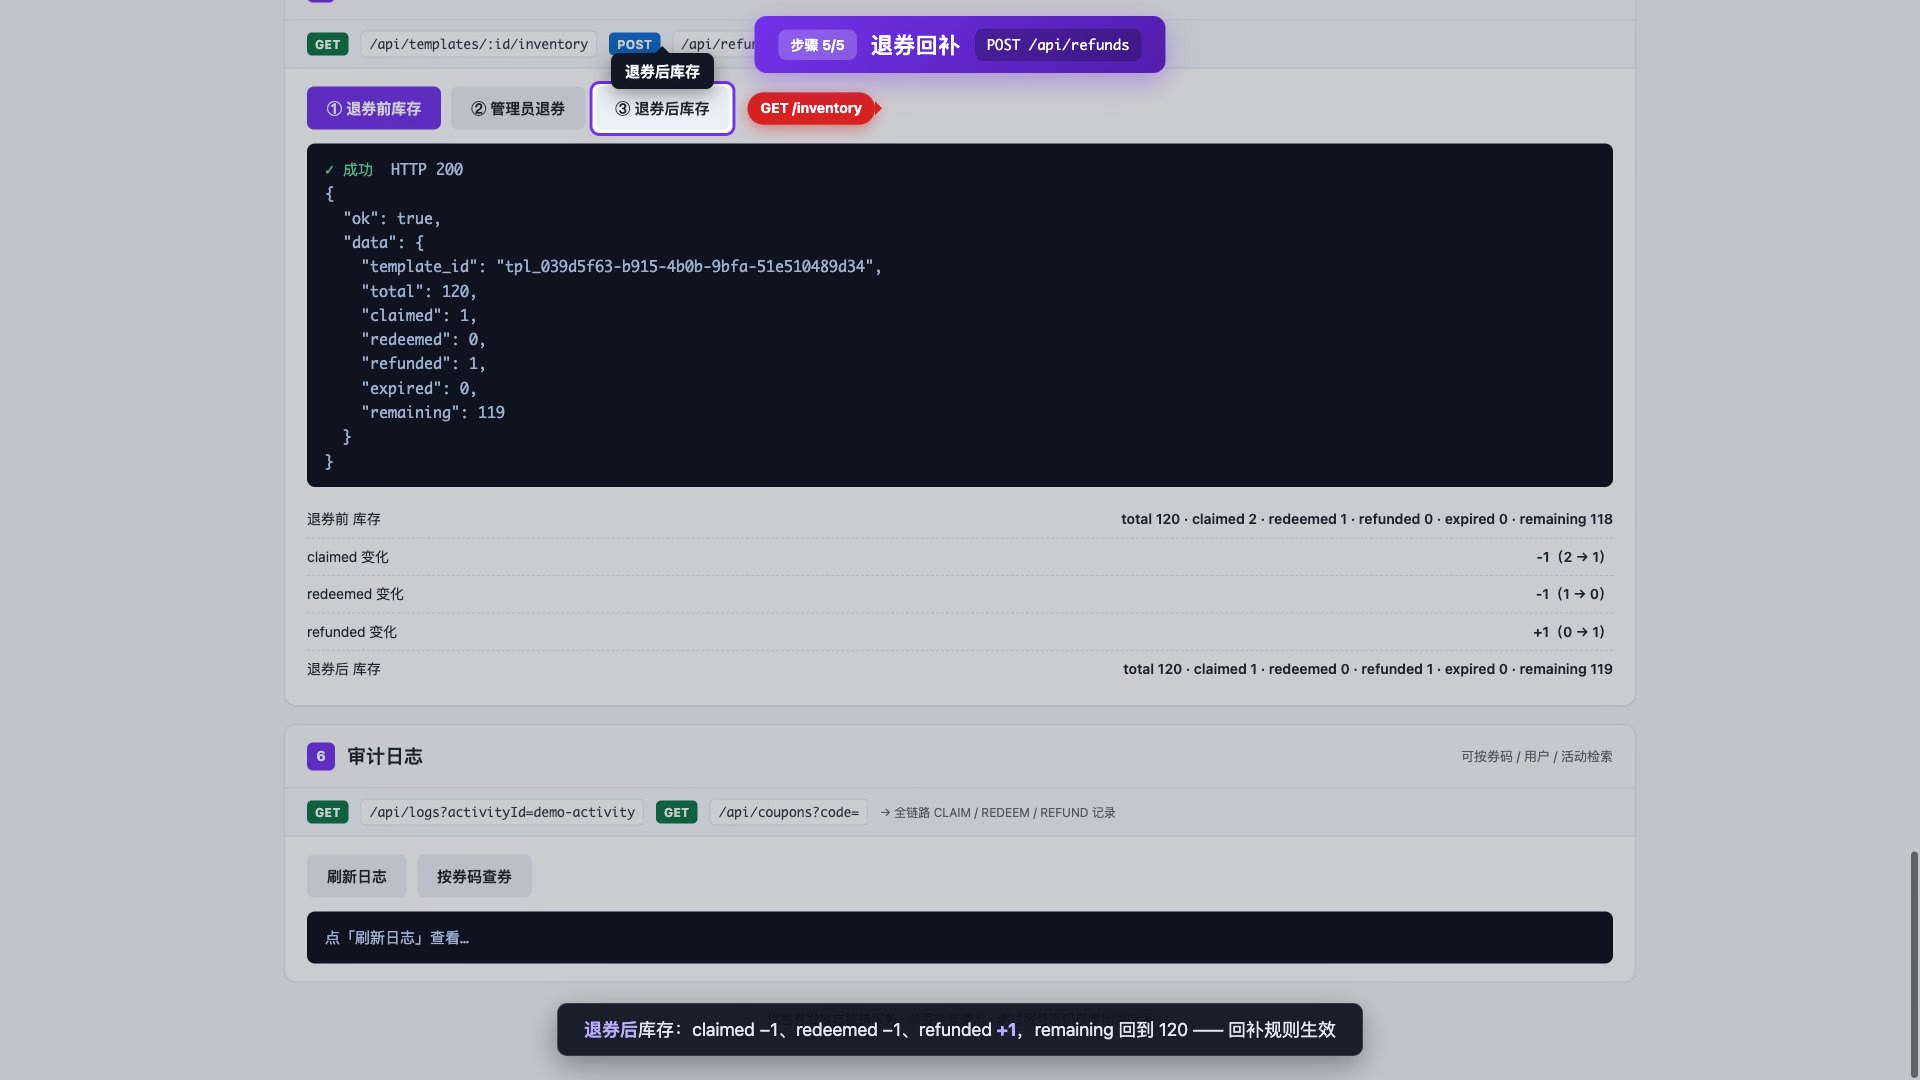 步骤 5/5 退券回补 POST /api/refunds
GET /api/templates/:id/inventory POST /api/refun
退券后库存
① 退券前库存 ② 管理员退券 ③ 退券后库存 GET /inventory
✓ 成功 HTTP 200
{
"ok": true,
"data": {
"template_id": "tpl_039d5f63-b915-4b0b-9bfa-51e510489d34",
"total": 120,
"claimed": 1,
"redeemed": 0,
"refunded": 1,
"expired": 0,
"remaining": 119
}
}
退券前 库存 total 120 · claimed 2 · redeemed 1 · refunded 0 · expired 0 · remaining 118
claimed 变化 -1（2 → 1）
redeemed 变化 -1（1 → 0）
refunded 变化 +1（0 → 1）
退券后 库存 total 120 · claimed 1 · redeemed 0 · refunded 1 · expired 0 · remaining 119
6 审计日志 可按券码 / 用户 / 活动检索
GET /api/logs?activityId=demo-activity GET /api/coupons?code= → 全链路 CLAIM / REDEEM / REFUND 记录
刷新日志 按券码查券
点「刷新日志」查看…
退券后库存：claimed −1、redeemed −1、refunded +1，remaining 回到 120 —— 回补规则生效